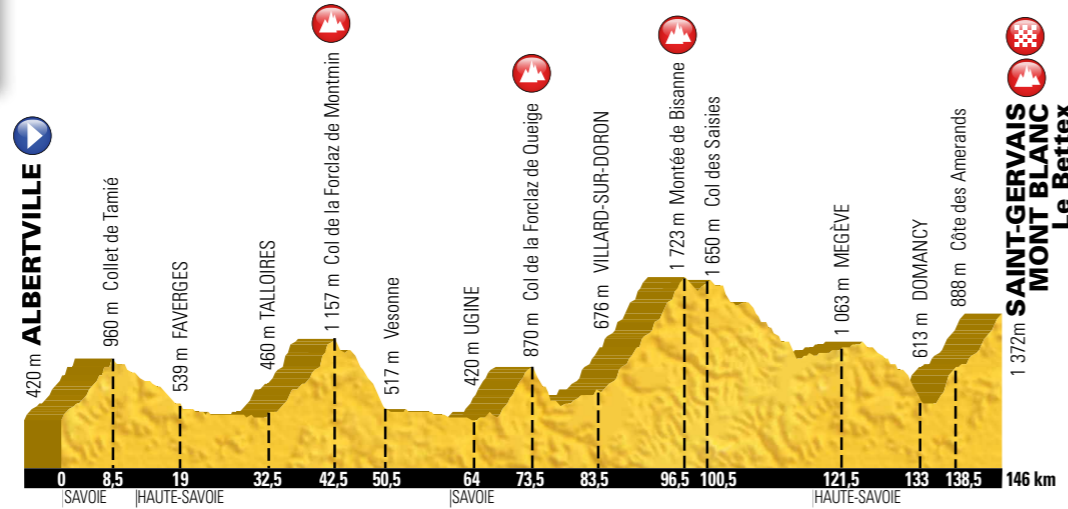 420 m ALBERTVILLE
960 m Collet de Tamié
539 m FAVERGES
460 m TALLOIRES
1 157 m Col de la Forclaz de Montmin
517 m Vesonne
420 m UGINE
870 m Col de la Forclaz de Queige
676 m VILLARD-SUR-DORON
1 723 m Montée de Bisanne
1 650 m Col des Saisies
1 063 m MEGÈVE
613 m DOMANCY
888 m Côte des Amerands
1 372m SAINT-GERVAIS
MONT BLANC
Le Bettex
0 8,5 19 32,5 42,5 50,5 64 73,5 83,5 96,5 100,5 121,5 133 138,5 146 km
SAVOIE HAUTE-SAVOIE SAVOIE HAUTE-SAVOIE